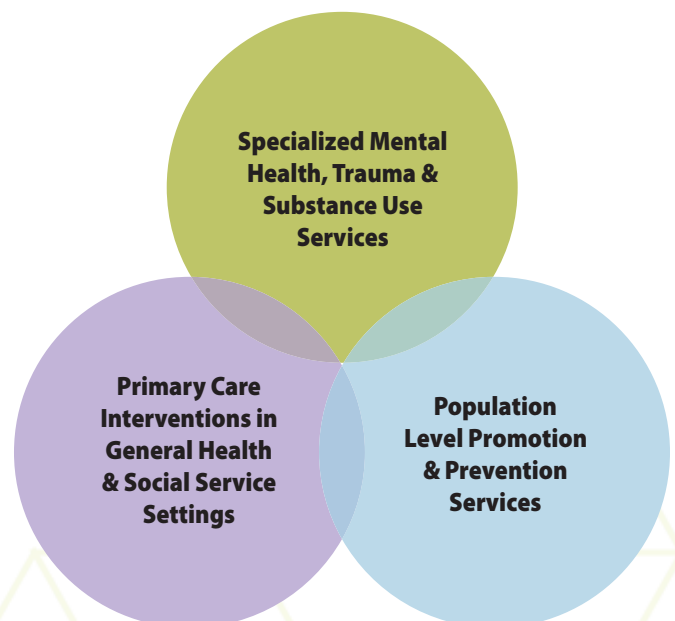 Specialized Mental
Health, Trauma &
Substance Use
Services
Primary Care
Interventions in
General Health
& Social Service
Settings
Population
Level Promotion
& Prevention
Services